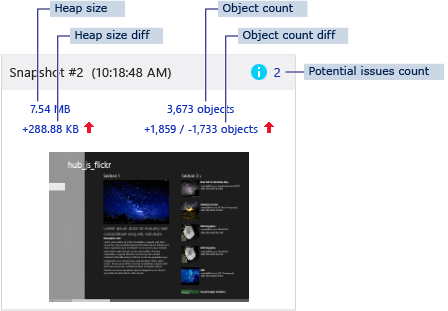 Heap size
Object count
Heap size diff
Object count diff
Snapshot #2 (10:18:48 AM)
2
Potential issues count
7.54 MB
3,673 objects
+288.88 KB
+1,859 / -1,733 objects
hub_js_flickr
Section 1
Section 2